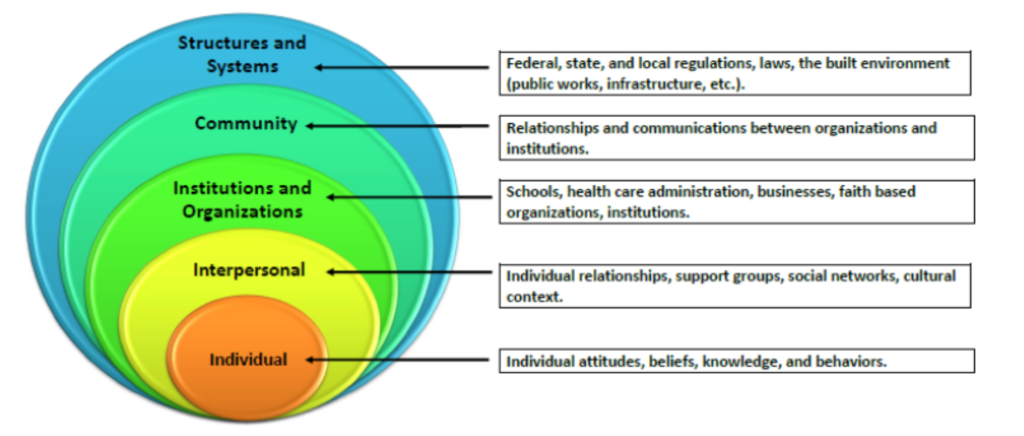 Structures and
Systems
Federal, state, and local regulations, laws, the built environment
(public works, infrastructure, etc.).
Community
Relationships and communications between organizations and
institutions.
Institutions and
Organizations
Schools, health care administration, businesses, faith based
organizations, institutions.
Interpersonal
Individual relationships, support groups, social networks, cultural
context.
Individual
Individual attitudes, beliefs, knowledge, and behaviors.